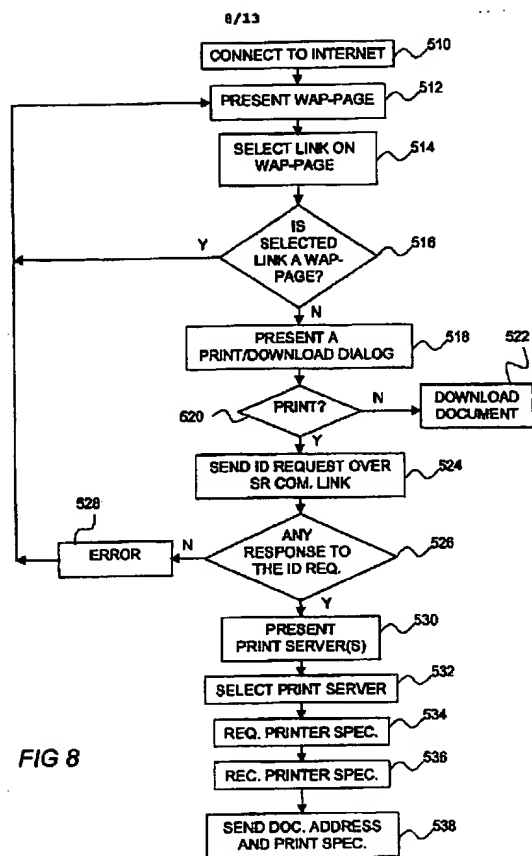 8/13
CONNECT TO INTERNET
510
PRESENT WAP-PAGE
512
SELECT LINK ON
WAP-PAGE
514
IS
SELECTED
LINK A WAP-
PAGE?
516
Y
N
PRESENT A
PRINT/DOWNLOAD DIALOG
518
522
PRINT?
520
N
DOWNLOAD
DOCUMENT
Y
SEND ID REQUEST OVER
SR COM. LINK
524
528
ERROR
N
ANY
RESPONSE TO
THE ID REQ.
526
Y
PRESENT
PRINT SERVER(S)
530
SELECT PRINT SERVER
532
REQ. PRINTER SPEC.
534
REC. PRINTER SPEC.
536
SEND DOC. ADDRESS
AND PRINT SPEC.
538
FIG 8